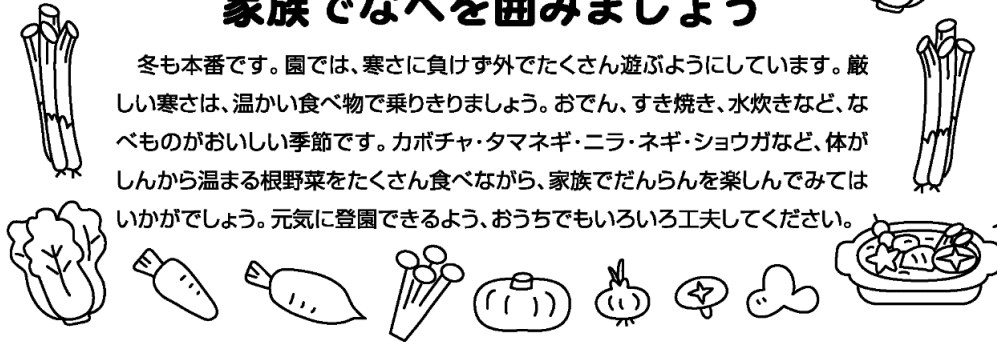 家族でなべを囲みましょう
冬も本番です。園では、寒さに負けず外でたくさん遊ぶようにしています。厳
しい寒さは、温かい食べ物で乗りきりましょう。おでん、すき焼き、水炊きなど、な
べものがおいしい季節です。カボチャ・タマネギ・ニラ・ネギ・ショウガなど、体が
しんから温まる根野菜をたくさん食べながら、家族でだんらんを楽しんでみては
いかがでしょう。元気に登園できるよう、おうちでもいろいろ工夫してください。